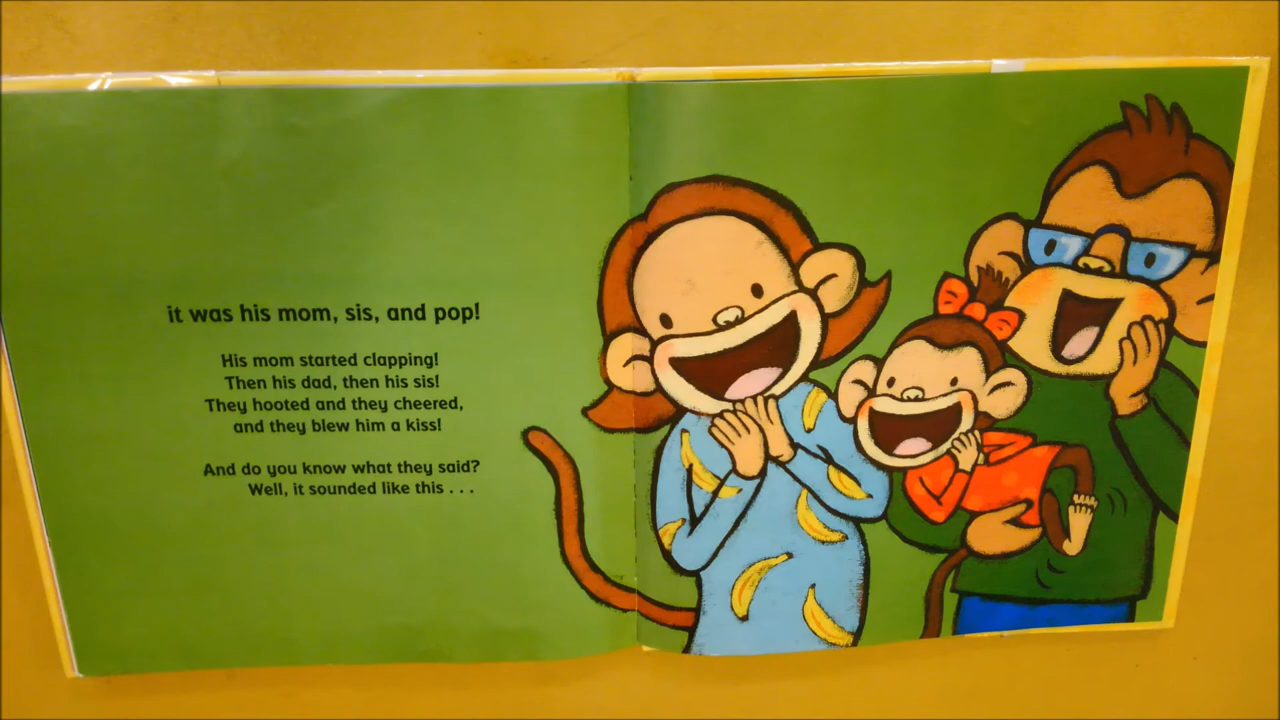 it was his mom, sis, and pop!
His mom started clapping!
Then his dad, then his sis!
They hooted and they cheered,
and they blew him a kiss!
And do you know what they said?
Well, it sounded like this . . .